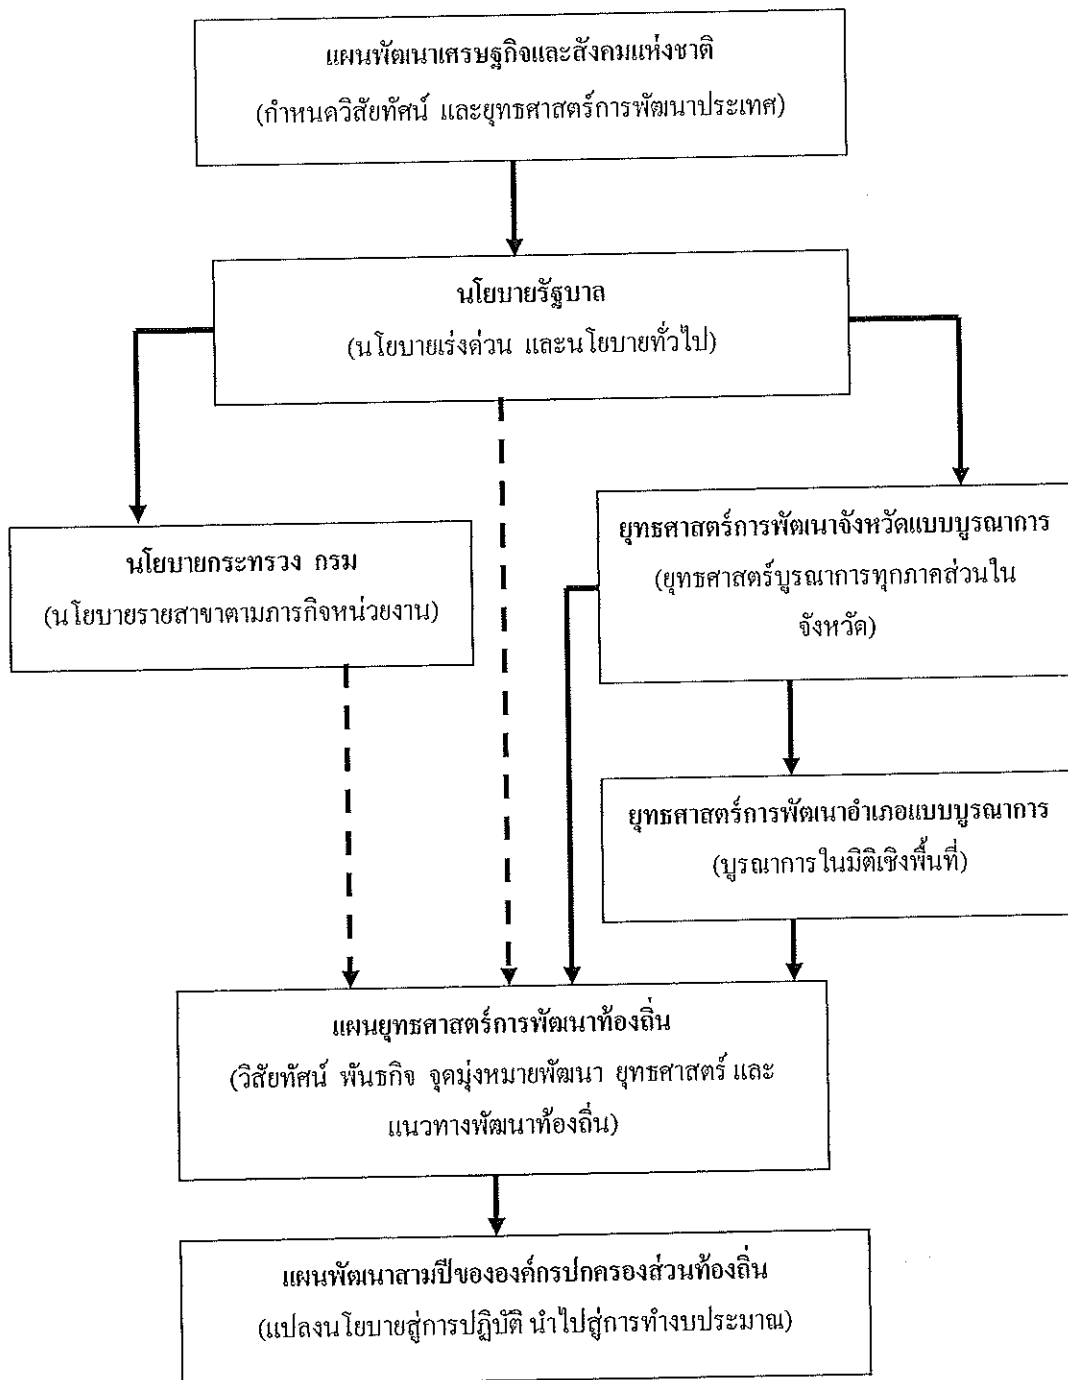 แผนพัฒนาเศรษฐกิจและสังคมแห่งชาติ
(กำหนดวิสัยทัศน์ และยุทธศาสตร์การพัฒนาประเทศ)
นโยบายรัฐบาล
(นโยบายเร่งด่วน และนโยบายทั่วไป)
นโยบายกระทรวง กรม
(นโยบายรายสาขาตามภารกิจหน่วยงาน)
ยุทธศาสตร์การพัฒนาจังหวัดแบบบูรณาการ
(ยุทธศาสตร์บูรณาการทุกภาคส่วนใน
จังหวัด)
ยุทธศาสตร์การพัฒนาอำเภอแบบบูรณาการ
(บูรณาการในมิติเชิงพื้นที่)
แผนยุทธศาสตร์การพัฒนาท้องถิ่น
(วิสัยทัศน์ พันธกิจ จุดมุ่งหมายพัฒนา ยุทธศาสตร์ และ
แนวทางพัฒนาท้องถิ่น)
แผนพัฒนาสามปีขององค์กรปกครองส่วนท้องถิ่น
(แปลงนโยบายสู่การปฏิบัติ นำไปสู่การทำงบประมาณ)